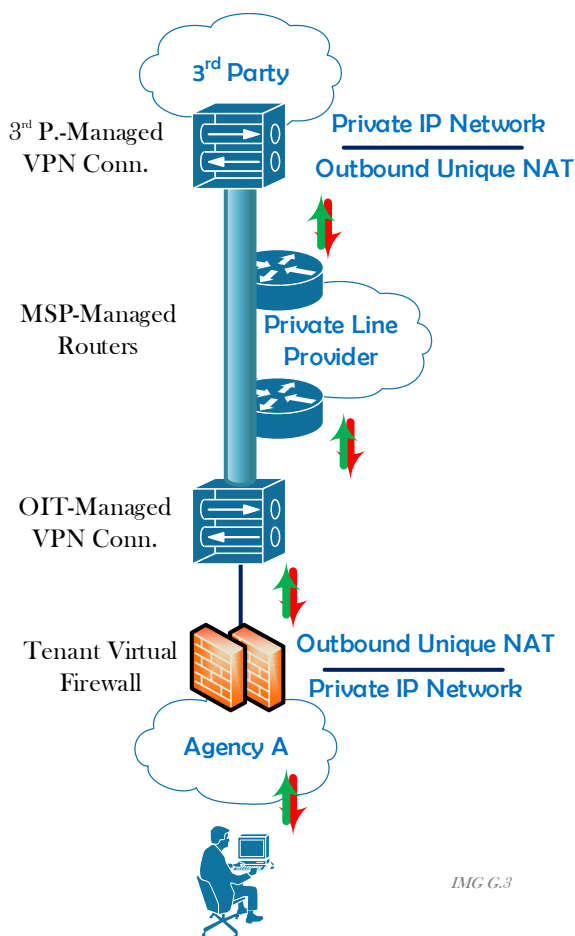 3rd Party
3rd P.-Managed
VPN Conn.
Private IP Network
Outbound Unique NAT
MSP-Managed
Routers
Private Line
Provider
OIT-Managed
VPN Conn.
Tenant Virtual
Firewall
Outbound Unique NAT
Private IP Network
Agency A
IMG G.3